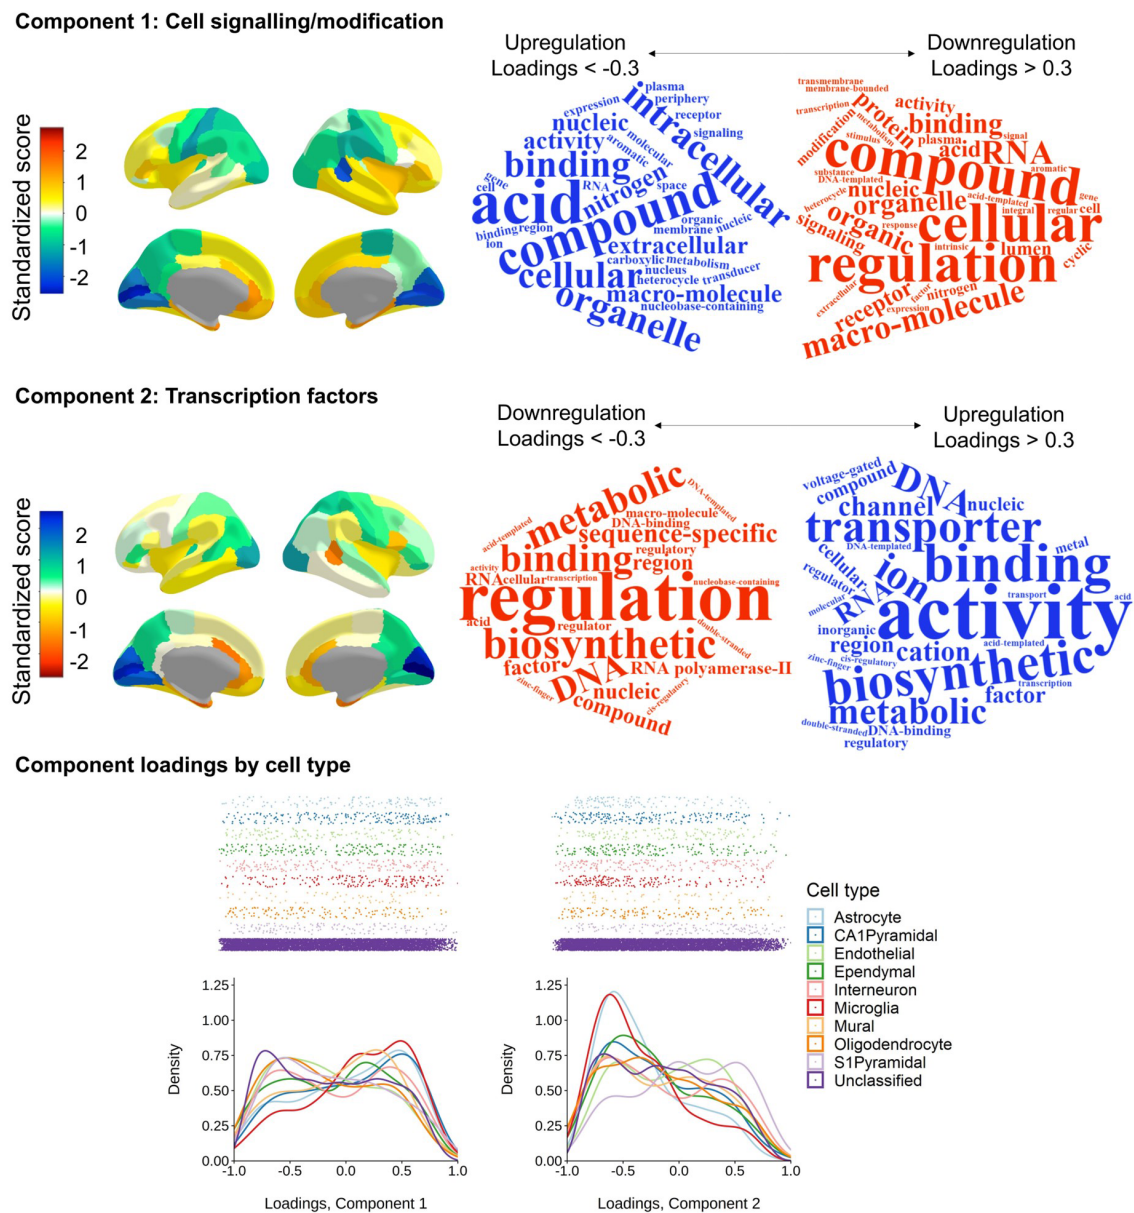 Component 1: Cell signalling/modification
Upregulation
Loadings < -0.3
Downregulation
Loadings > 0.3
Standardized score
2
1
0
-1
-2
plasma
periphery
expression
intracellular
receptor
nucleic
signaling
activity
molecular
aromatic
binding
gene
cell
RNA
nitrogen
space
acid
compound
organic
membrane
nucleic
binding
region
ion
extracellular
carboxylic
metabolism
nucleus
transducer
cellular
heterocycle
macro-molecule
nucleobase-containing
organelle
transmembrane
membrane-bounded
transcription
protein
activity
metabolism
modification
stimulus
plasma
binding
signal
acid
RNA
compound
aromatic
substance
DNA-templated
nucleic
heterocycle
organelle
acid-templated
gene
integral
regular
cell
organic
response
cellular
signaling
intrinsic
lumen
regulation
cyclic
extracellular
receptor
factor
nitrogen
expression
macro-molecule
Component 2: Transcription factors
Downregulation
Loadings < -0.3
Upregulation
Loadings > 0.3
Standardized score
2
1
0
-1
-2
metabolic
DNA-templated
acid-templated
macro-molecule
DNA-binding
sequence-specific
binding
regulatory
region
activity
RNA
cellular
transcription
nucleobase-containing
regulation
acid
regulator
double-stranded
biosynthetic
factor
DNA
RNA polyamerase-II
zinc-finger
nucleic
cis-regulatory
compound
voltage-gated
compound
DNA
nucleic
channel
transporter
DNA-templated
metal
cellular
ion
binding
regulator
RNA
transport
acid
molecular
activity
inorganic
region
cation
acid-templated
zinc-finger
cis-regulatory
biosynthetic
transcription
factor
metabolic
double-stranded
DNA-binding
regulatory
Component loadings by cell type
Cell type
Astrocyte
CA1Pyramidal
Endothelial
Ependymal
Interneuron
Microglia
Mural
Oligodendrocyte
S1Pyramidal
Unclassified
Density
1.25
1.00
0.75
0.50
0.25
0.00
-1.0 -0.5 0.0 0.5 1.0
Loadings, Component 1
Density
1.25
1.00
0.75
0.50
0.25
0.00
-1.0 -0.5 0.0 0.5 1.0
Loadings, Component 2